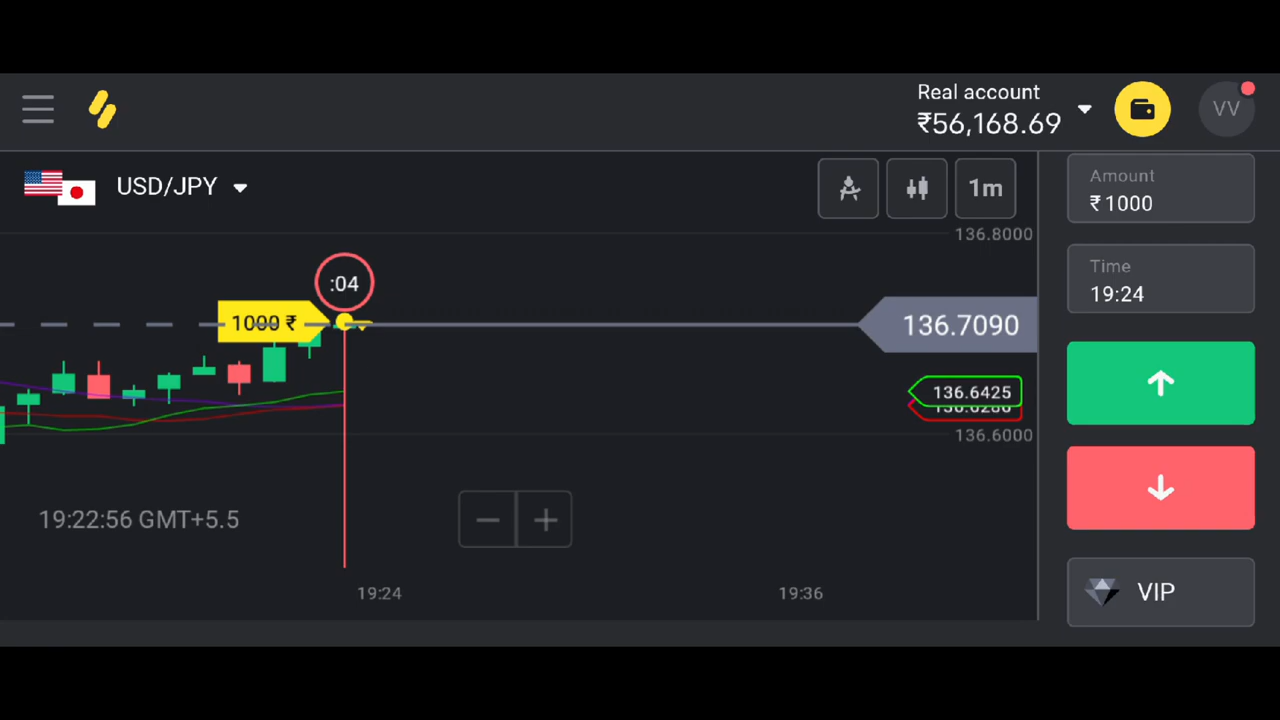 Real account
₹56,168.69
VV
USD/JPY
1m
Amount
₹1000
Time
19:24
136.8000
:04
1000 ₹
136.7090
136.6425
136.6000
19:22:56 GMT+5.5
19:24
19:36
VIP